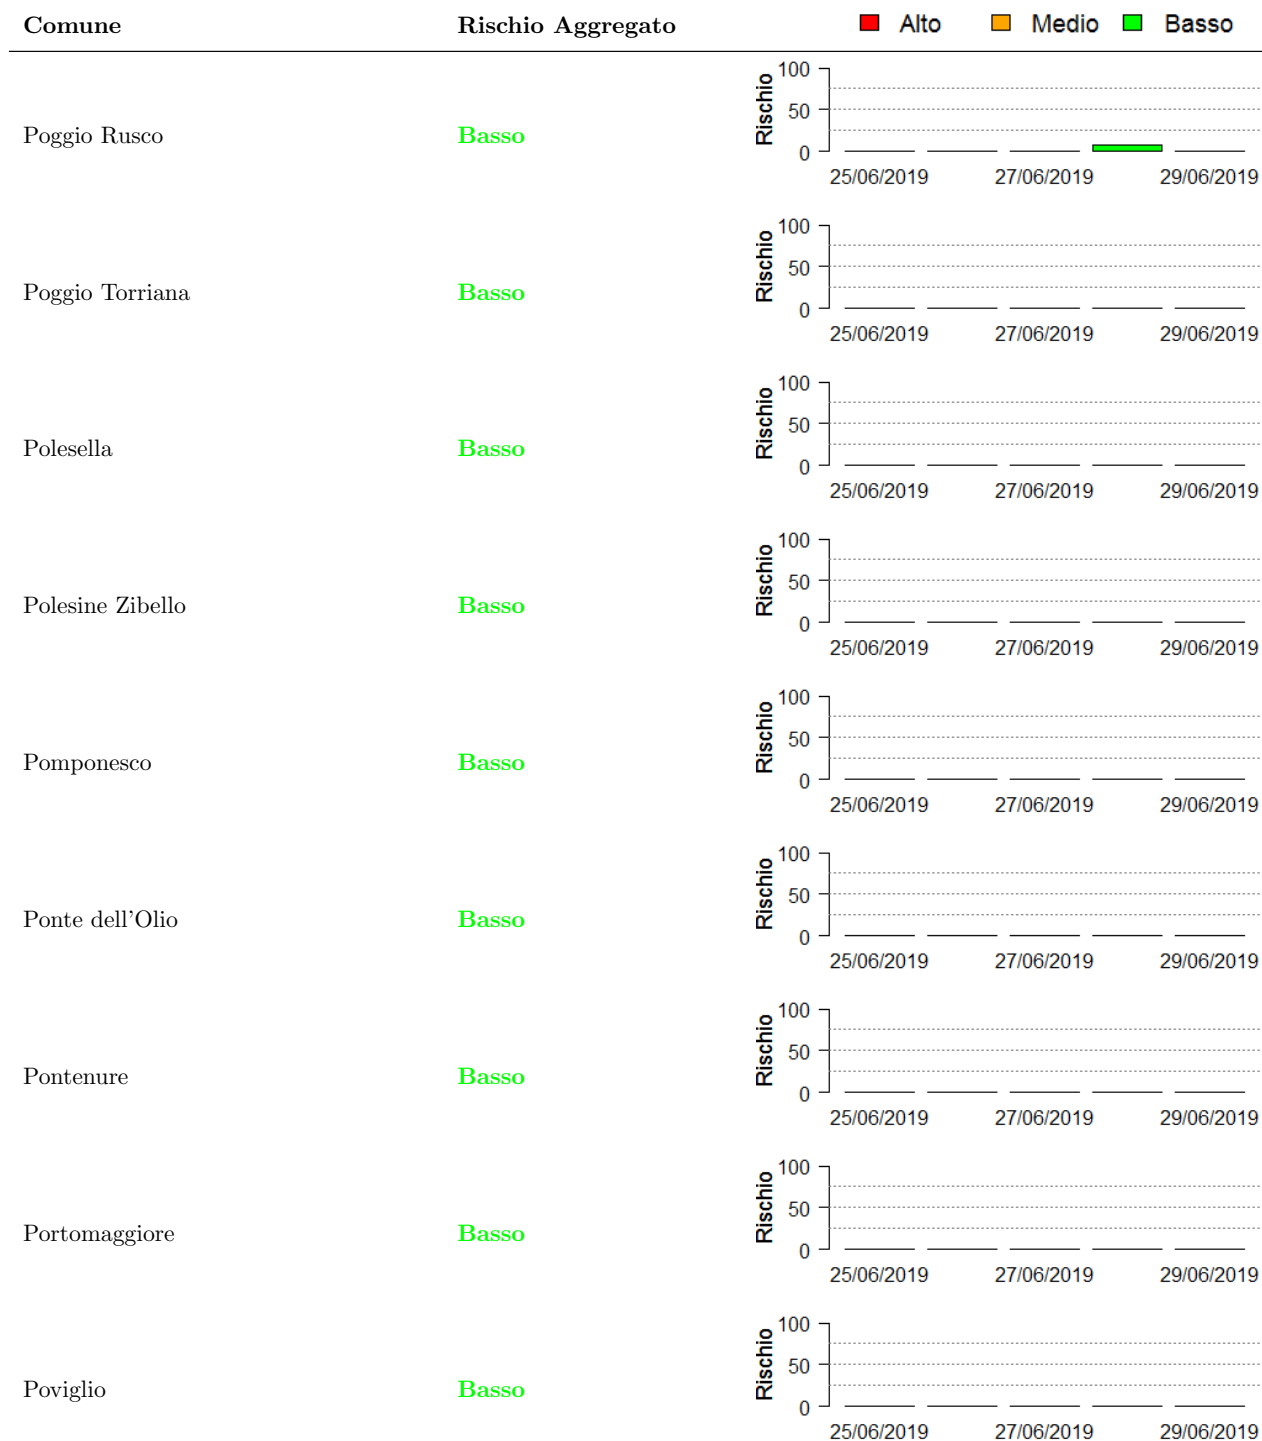 Comune Rischio Aggregato Alto Medio Basso
100
50
0
Rischio
Poggio Rusco Basso
25/06/2019 27/06/2019 29/06/2019
100
50
0
Rischio
Poggio Torriana Basso
25/06/2019 27/06/2019 29/06/2019
100
50
0
Rischio
Polesella Basso
25/06/2019 27/06/2019 29/06/2019
100
50
0
Rischio
Polesine Zibello Basso
25/06/2019 27/06/2019 29/06/2019
100
50
0
Rischio
Pomponesco Basso
25/06/2019 27/06/2019 29/06/2019
100
50
0
Rischio
Ponte dell'Olio Basso
25/06/2019 27/06/2019 29/06/2019
100
50
0
Rischio
Pontenure Basso
25/06/2019 27/06/2019 29/06/2019
100
50
0
Rischio
Portomaggiore Basso
25/06/2019 27/06/2019 29/06/2019
100
50
0
Rischio
Poviglio Basso
25/06/2019 27/06/2019 29/06/2019